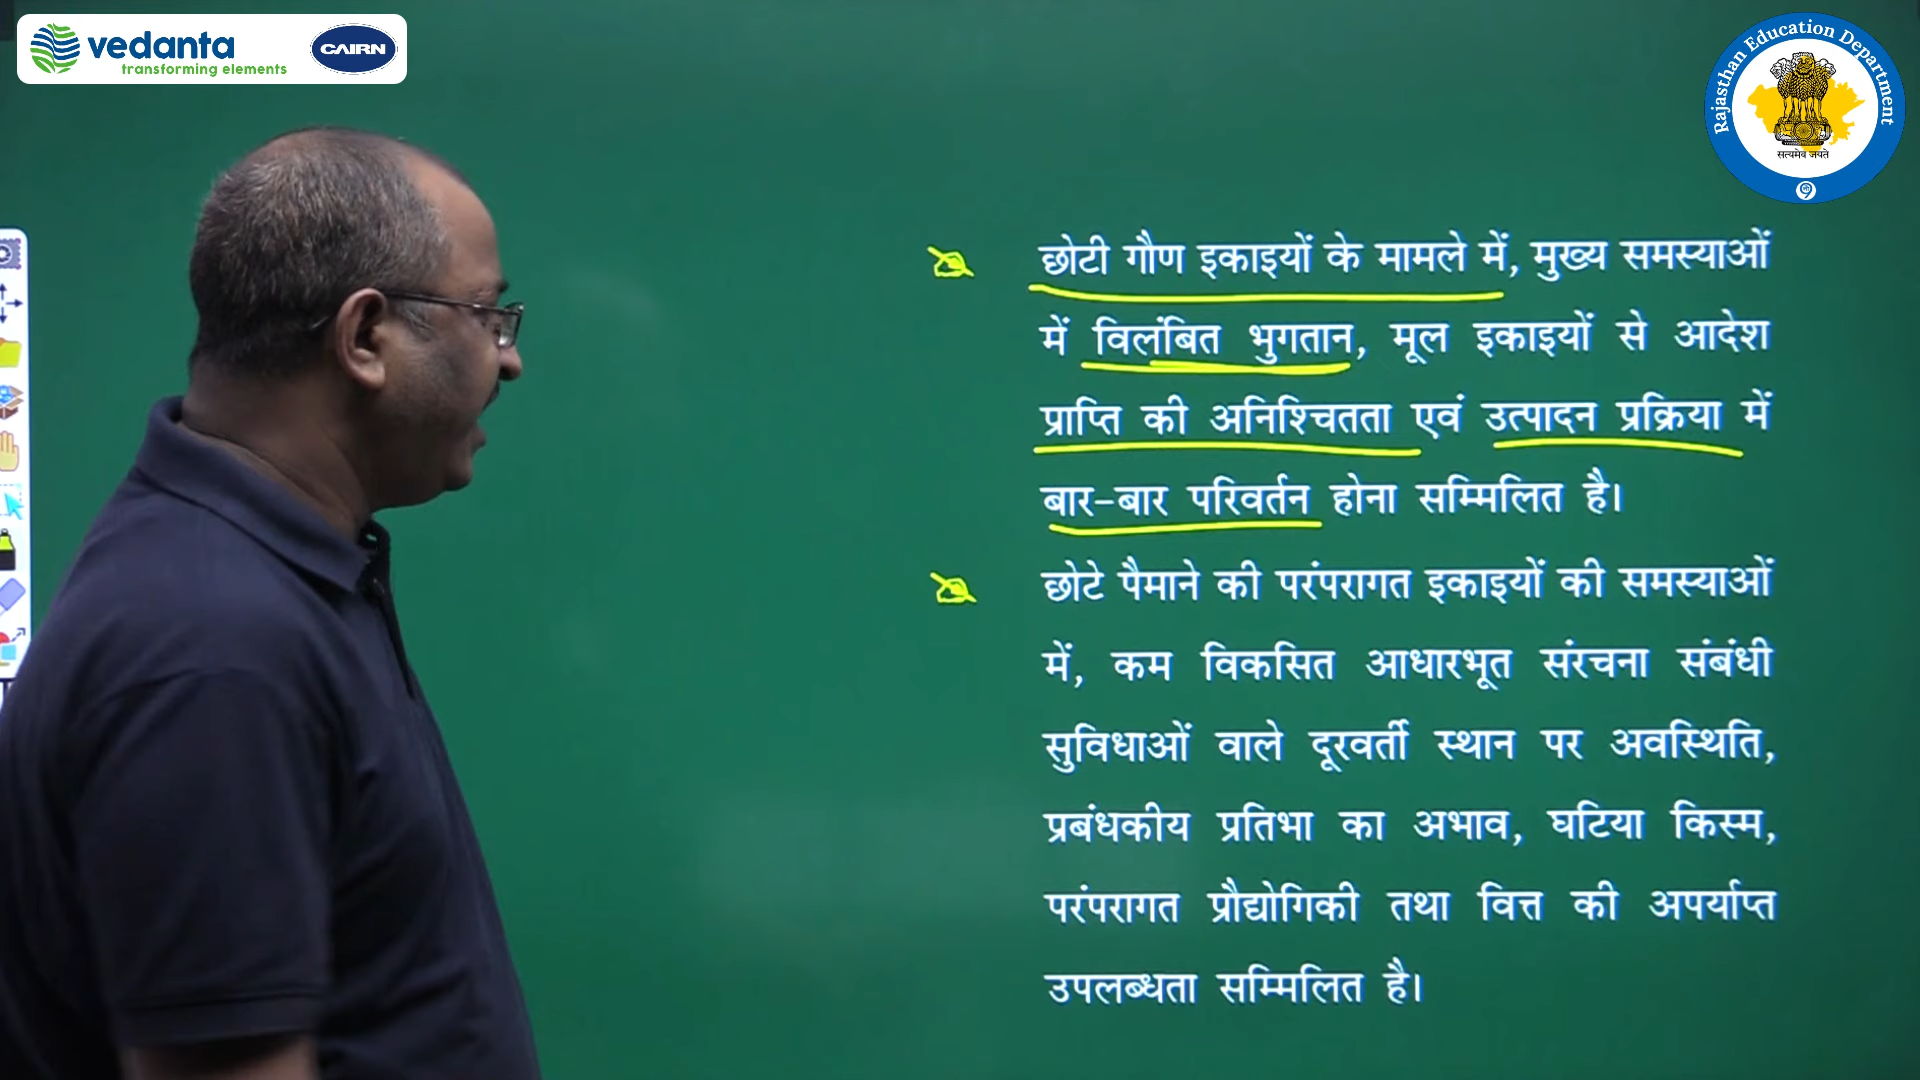 vedanta
transforming elements
CAIRN
Rajasthan Education Department
सत्यमेव जयते
छोटी गौण इकाइयों के मामले में, मुख्य समस्याओं
में विलंबित भुगतान, मूल इकाइयों से आदेश
प्राप्ति की अनिश्चितता एवं उत्पादन प्रक्रिया में
बार-बार परिवर्तन होना सम्मिलित है।
छोटे पैमाने की परंपरागत इकाइयों की समस्याओं
में, कम विकसित आधारभूत संरचना संबंधी
सुविधाओं वाले दूरवर्ती स्थान पर अवस्थिति,
प्रबंधकीय प्रतिभा का अभाव, घटिया किस्म,
परंपरागत प्रौद्योगिकी तथा वित्त की अपर्याप्त
उपलब्धता सम्मिलित है।